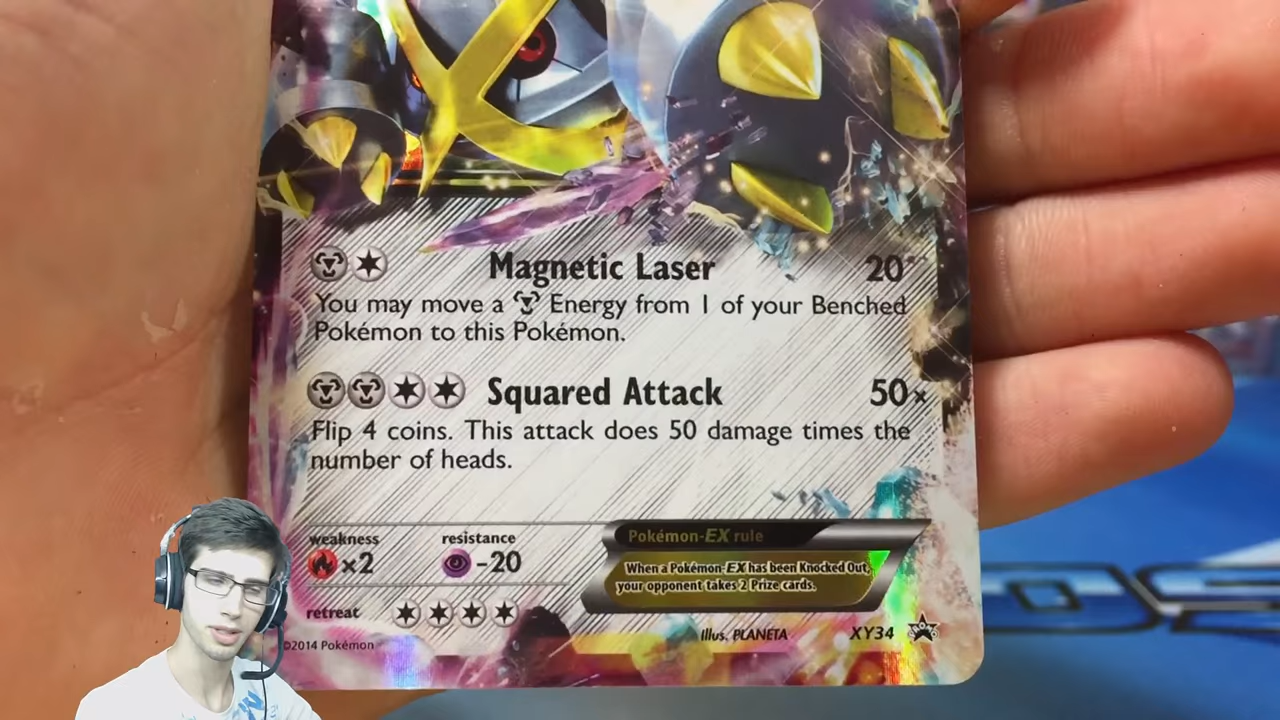 Magnetic Laser 20
You may move a Energy from 1 of your Benched
Pokémon to this Pokémon.
Squared Attack 50×
Flip 4 coins. This attack does 50 damage times the
number of heads.
weakness resistance
×2 -20
Pokémon-EX rule
When a Pokémon-EX has been Knocked Out,
your opponent takes 2 Prize cards.
retreat
Illus. PLANETA XY34
PROMO
©2014 Pokémon